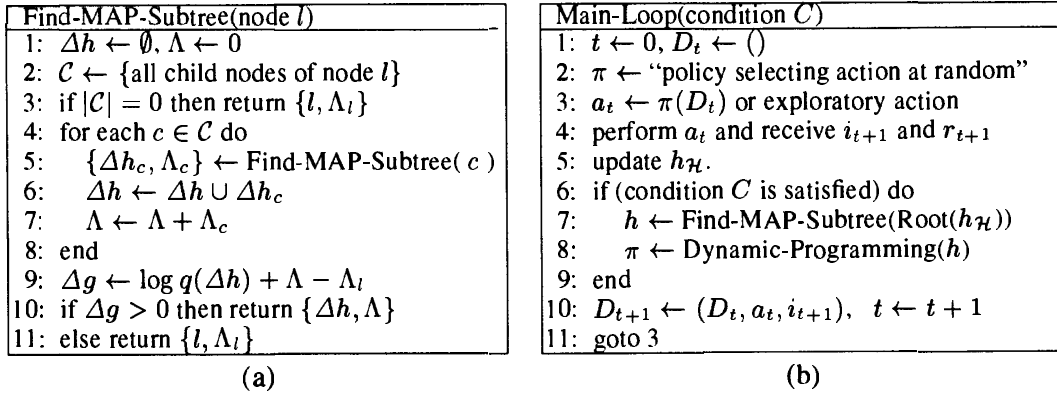 Find-MAP-Subtree(node l)
1: Δh ← ∅, Λ ← 0
2: C ← {all child nodes of node l}
3: if |C| = 0 then return {l, Λ_l}
4: for each c ∈ C do
5: {Δh_c, Λ_c} ← Find-MAP-Subtree( c )
6: Δh ← Δh ∪ Δh_c
7: Λ ← Λ + Λ_c
8: end
9: Δg ← log q(Δh) + Λ − Λ_l
10: if Δg > 0 then return {Δh, Λ}
11: else return {l, Λ_l}
(a)
Main-Loop(condition C)
1: t ← 0, D_t ← ()
2: π ← “policy selecting action at random”
3: a_t ← π(D_t) or exploratory action
4: perform a_t and receive i_{t+1} and r_{t+1}
5: update h_H.
6: if (condition C is satisfied) do
7: h ← Find-MAP-Subtree(Root(h_H))
8: π ← Dynamic-Programming(h)
9: end
10: D_{t+1} ← (D_t, a_t, i_{t+1}), t ← t + 1
11: goto 3
(b)